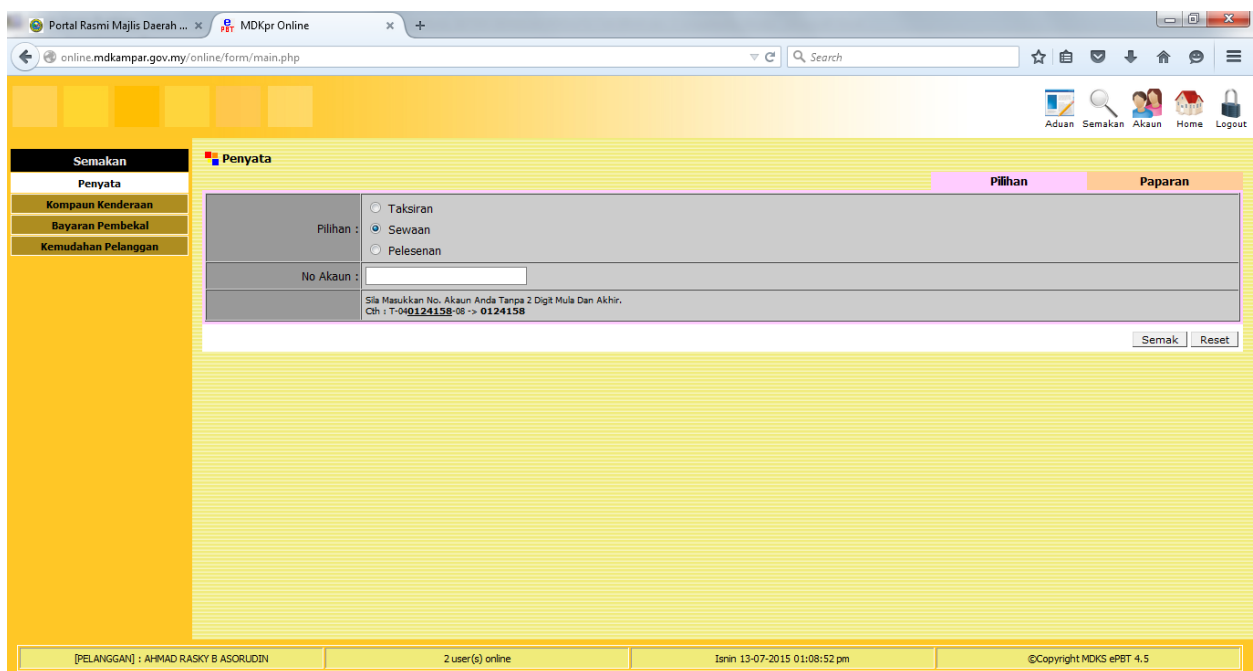 Portal Rasmi Majlis Daerah ...
e PBT MDKpr Online
online.mdkampar.gov.my/online/form/main.php
Search
Aduan Semakan Akaun Home Logout
Semakan
Penyata
Kompaun Kenderaan
Bayaran Pembekal
Kemudahan Pelanggan
Penyata
Pilihan Paparan
Pilihan :
Taksiran
Sewaan
Pelesenan
No Akaun :
Sila Masukkan No. Akaun Anda Tanpa 2 Digit Mula Dan Akhir.
Cth : T-040124158-08 -> 0124158
Semak Reset
[PELANGGAN] : AHMAD RASKY B ASORUDIN 2 user(s) online Isnin 13-07-2015 01:08:52 pm ©Copyright MDKS ePBT 4.5